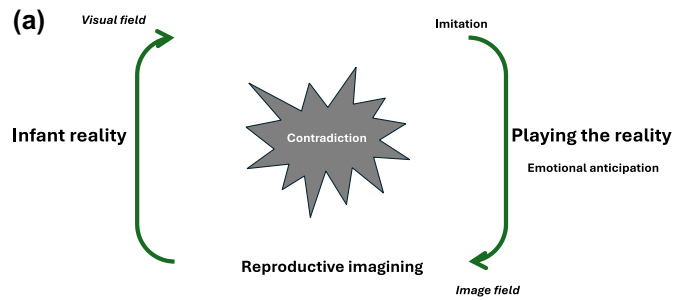 (a)
Visual field
Imitation
Contradiction
Infant reality
Playing the reality
Emotional anticipation
Reproductive imagining
Image field